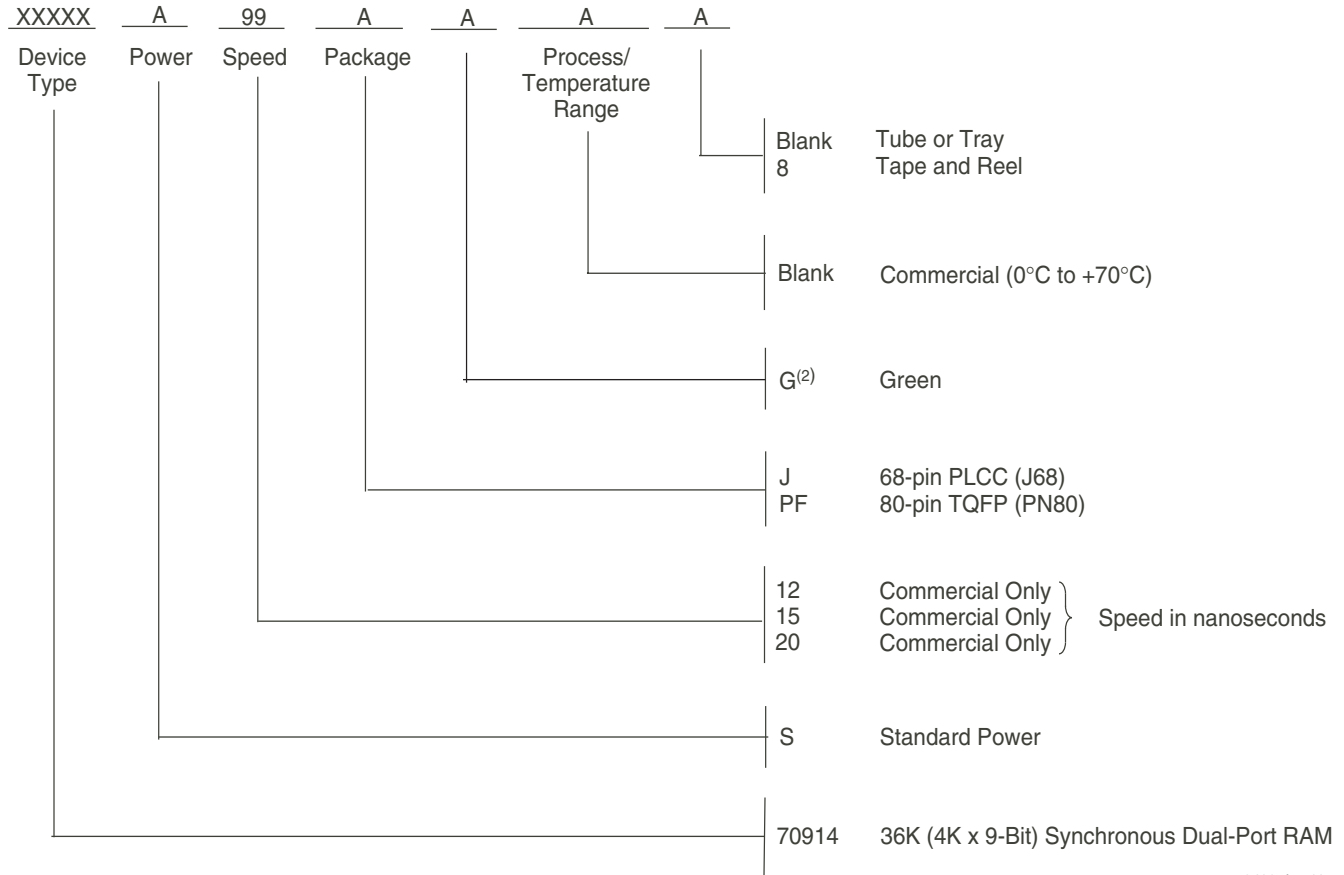 XXXXX A 99 A A A A
Device Type Power Speed Package Process/ Temperature Range
Blank Tube or Tray
8 Tape and Reel
Blank Commercial (0°C to +70°C)
G(2) Green
J 68-pin PLCC (J68)
PF 80-pin TQFP (PN80)
12 Commercial Only
15 Commercial Only Speed in nanoseconds
20 Commercial Only
S Standard Power
70914 36K (4K x 9-Bit) Synchronous Dual-Port RAM